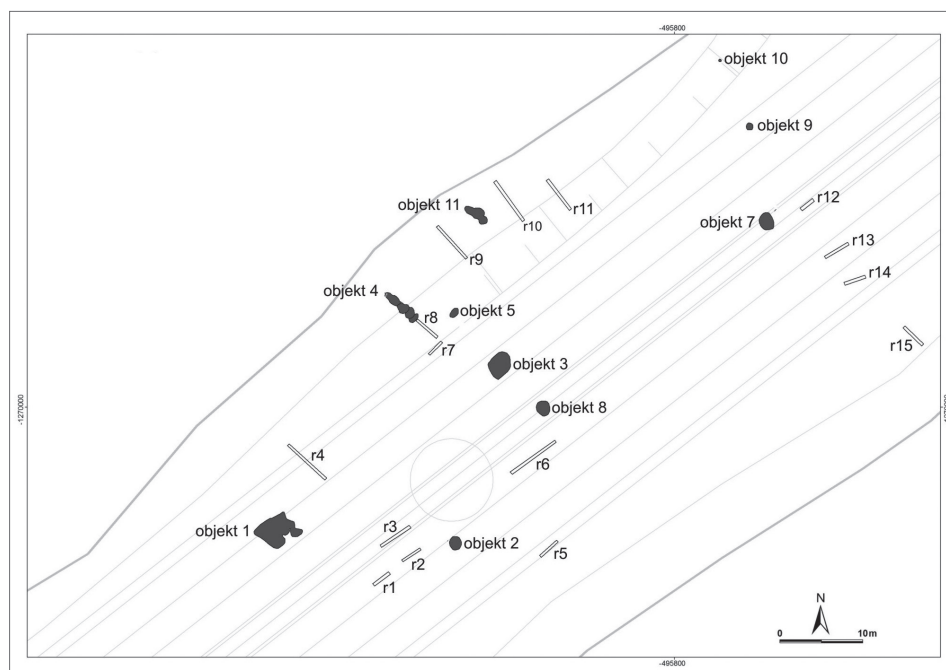 -495800
objekt 10
objekt 9
r12
objekt 7
r11
r10
objekt 11
r13
r9
r14
objekt 4
objekt 5
r8
r15
r7
objekt 3
-1270000
objekt 8
r4
r6
objekt 1
r3
objekt 2
r5
r2
r1
N
0 10m
-495800